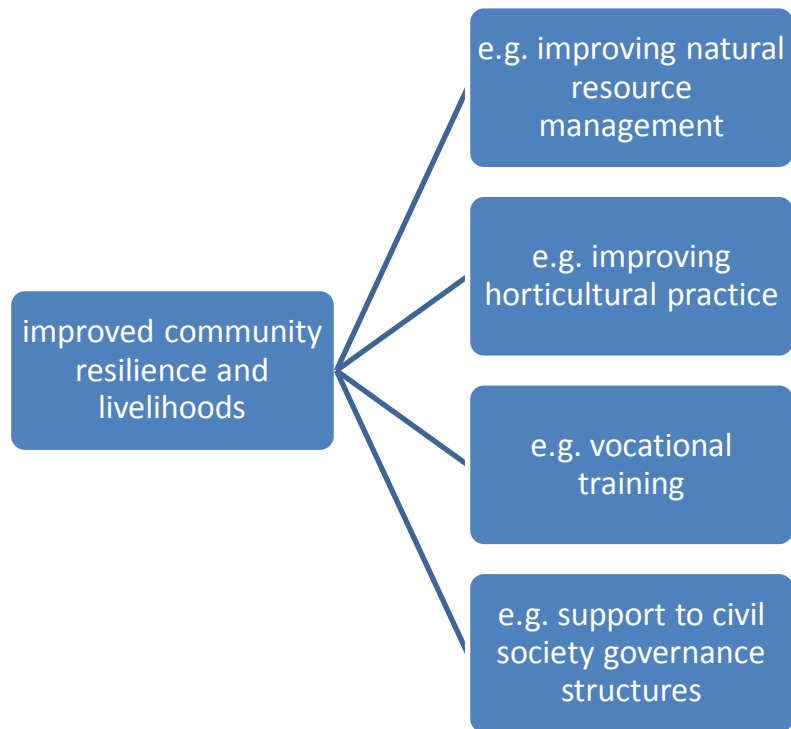 improved community
resilience and
livelihoods
e.g. improving natural
resource
management
e.g. improving
horticultural practice
e.g. vocational
training
e.g. support to civil
society governance
structures